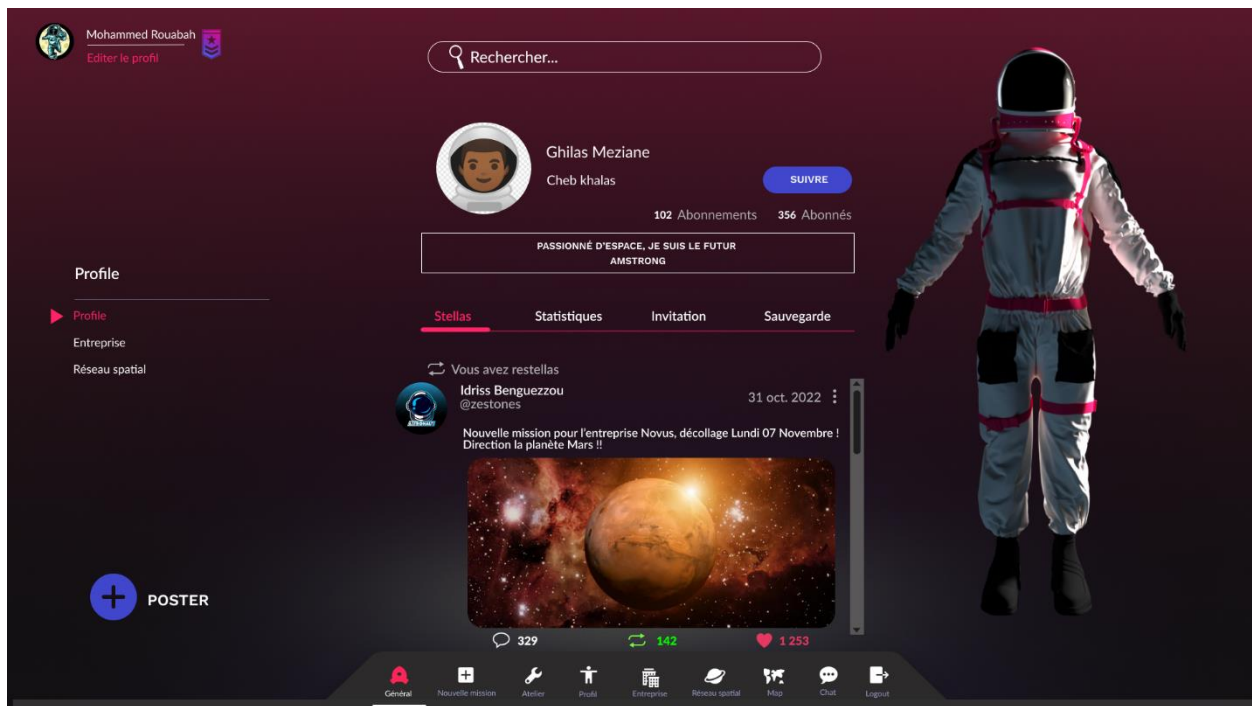 Mohammed Rouabah
Editer le profil
Rechercher...
Ghilas Meziane
Cheb khalas
SUIVRE
102 Abonnements 356 Abonnés
PASSIONNÉ D'ESPACE, JE SUIS LE FUTUR
AMSTRONG
Profile
Profile
Entreprise
Réseau spatial
Stellas Statistiques Invitation Sauvegarde
Vous avez restellas
Idriss Benguezzou
@zestones
31 oct. 2022
Nouvelle mission pour l'entreprise Novus, décollage Lundi 07 Novembre !
Direction la planète Mars !!
329 142 1 253
POSTER
Général Nouvelle mission Atelier Profil Entreprise Réseau spatial Map Chat Logout